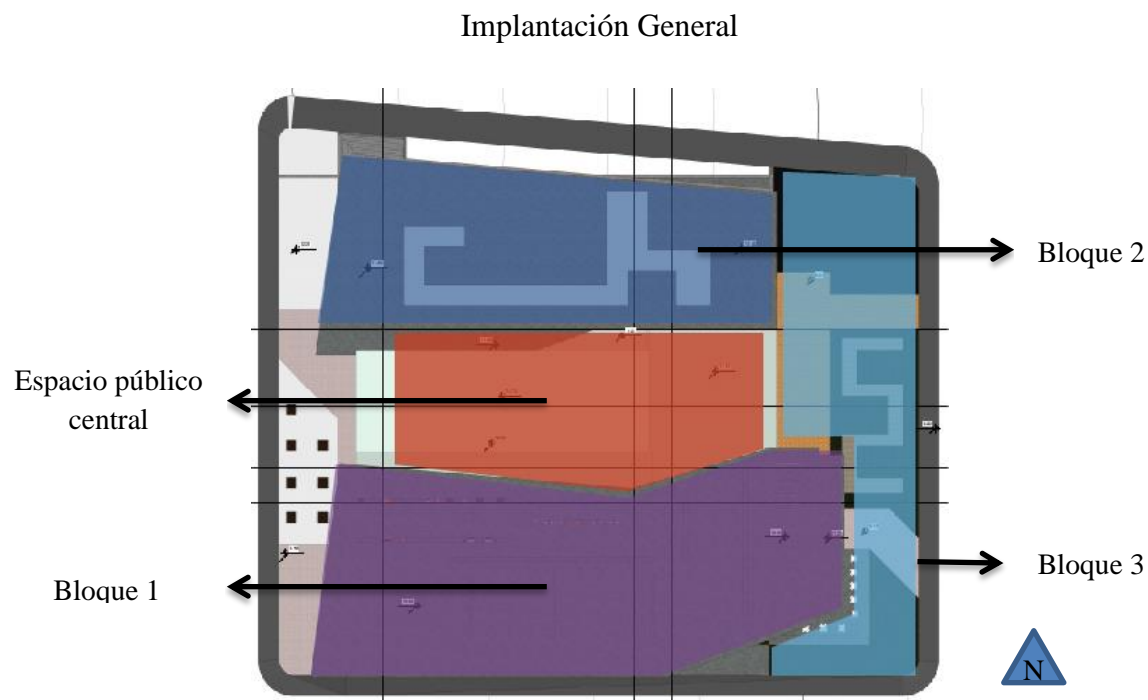 Implantación General
Bloque 2
Espacio público
central
Bloque 3
Bloque 1
N